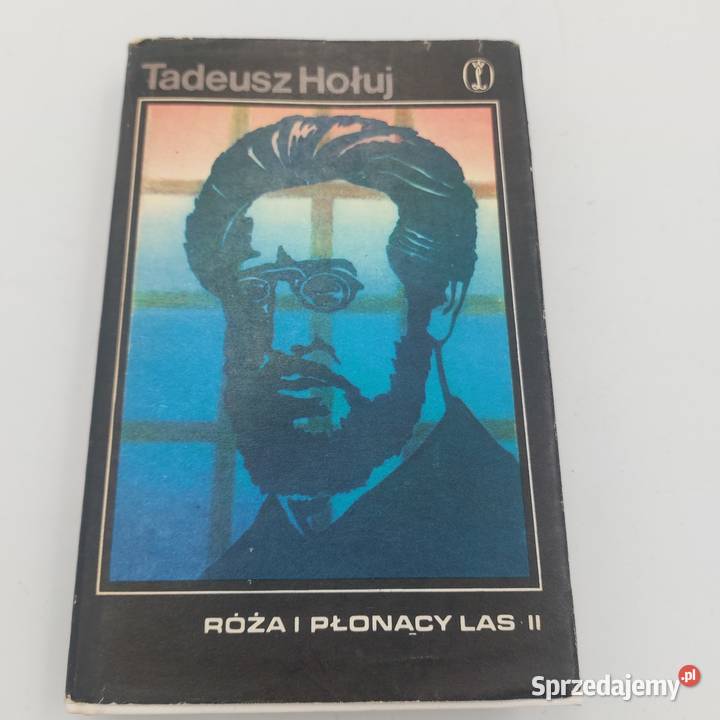 Tadeusz Hołuj
RÓŻA I PŁONĄCY LAS II
Sprzedajemy.pl